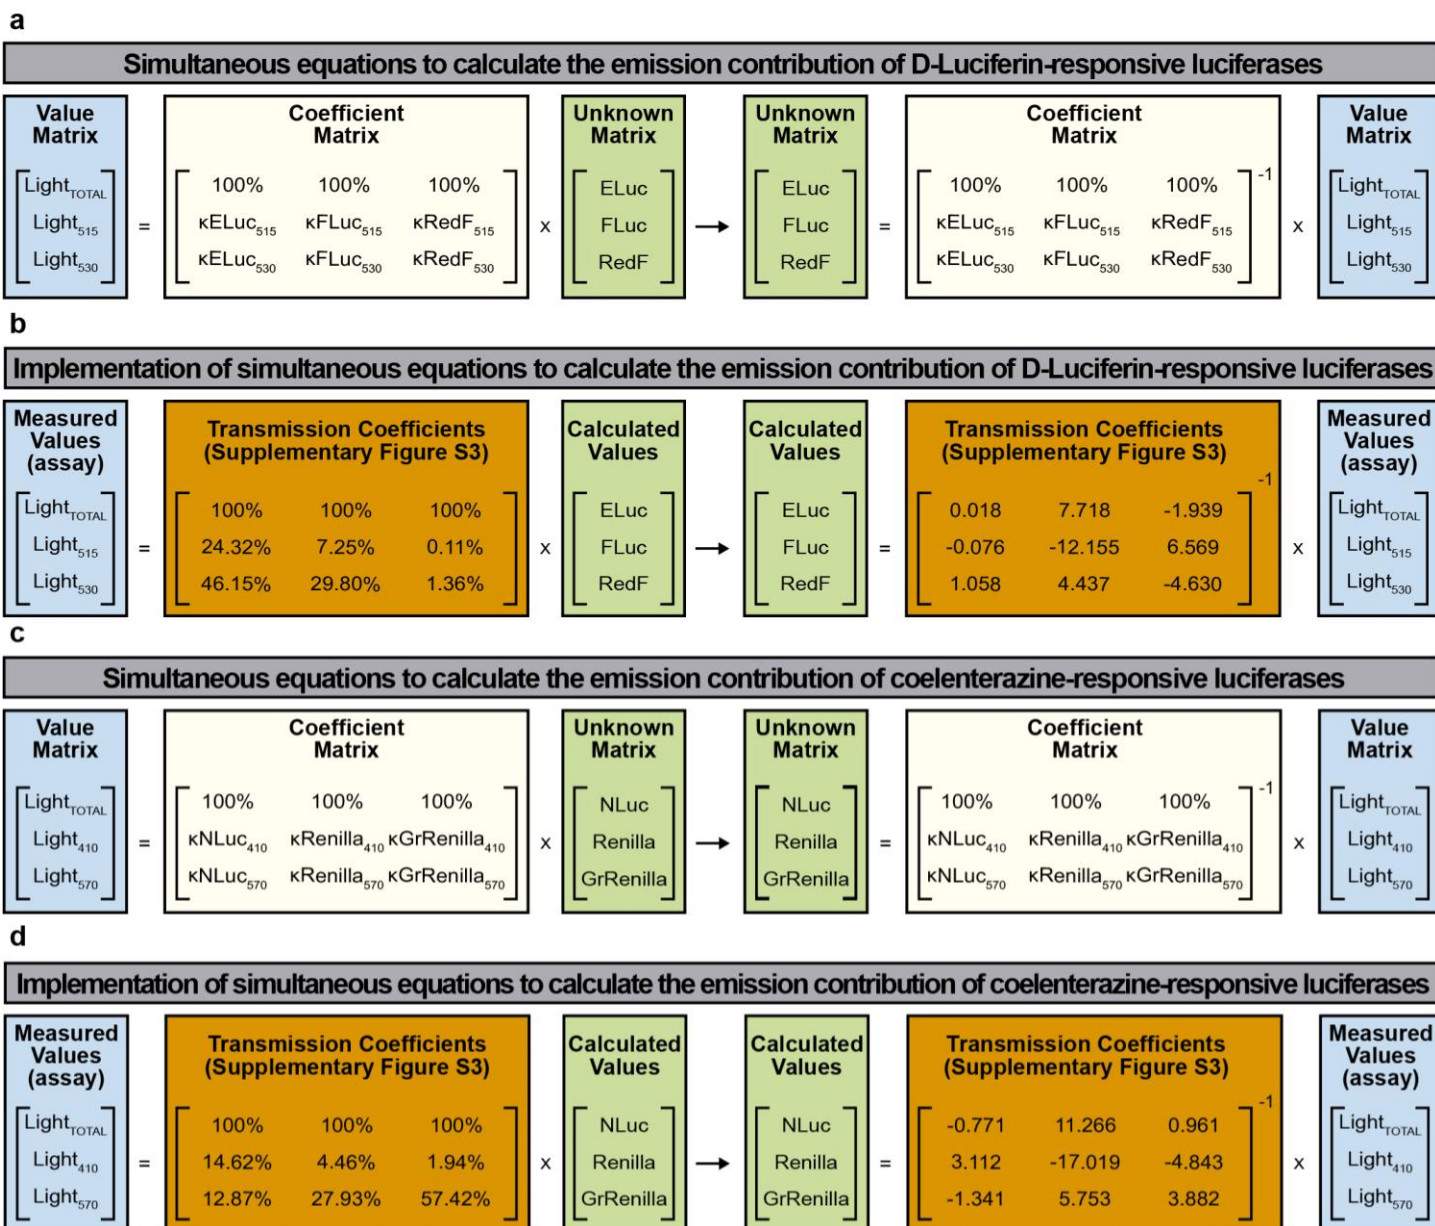 a
Simultaneous equations to calculate the emission contribution of D-Luciferin-responsive luciferases
Value Matrix Coefficient Matrix Unknown Matrix Unknown Matrix Coefficient Matrix Value Matrix
LightTOTAL 100% 100% 100% ELuc ELuc 100% 100% 100% -1 LightTOTAL
Light515 = κELuc515 κFLuc515 κRedF515 x FLuc → FLuc = κELuc515 κFLuc515 κRedF515 x Light515
Light530 κELuc530 κFLuc530 κRedF530 RedF RedF κELuc530 κFLuc530 κRedF530 Light530
b
Implementation of simultaneous equations to calculate the emission contribution of D-Luciferin-responsive luciferases
Measured Values (assay) Transmission Coefficients (Supplementary Figure S3) Calculated Values Calculated Values Transmission Coefficients (Supplementary Figure S3) Measured Values (assay)
LightTOTAL 100% 100% 100% ELuc ELuc 0.018 7.718 -1.939 -1 LightTOTAL
Light515 = 24.32% 7.25% 0.11% x FLuc → FLuc = -0.076 -12.155 6.569 x Light515
Light530 46.15% 29.80% 1.36% RedF RedF 1.058 4.437 -4.630 Light530
c
Simultaneous equations to calculate the emission contribution of coelenterazine-responsive luciferases
Value Matrix Coefficient Matrix Unknown Matrix Unknown Matrix Coefficient Matrix Value Matrix
LightTOTAL 100% 100% 100% NLuc NLuc 100% 100% 100% -1 LightTOTAL
Light410 = κNLuc410 κRenilla410 κGrRenilla410 x Renilla → Renilla = κNLuc410 κRenilla410 κGrRenilla410 x Light410
Light570 κNLuc570 κRenilla570 κGrRenilla570 GrRenilla GrRenilla κNLuc570 κRenilla570 κGrRenilla570 Light570
d
Implementation of simultaneous equations to calculate the emission contribution of coelenterazine-responsive luciferases
Measured Values (assay) Transmission Coefficients (Supplementary Figure S3) Calculated Values Calculated Values Transmission Coefficients (Supplementary Figure S3) Measured Values (assay)
LightTOTAL 100% 100% 100% NLuc NLuc -0.771 11.266 0.961 -1 LightTOTAL
Light410 = 14.62% 4.46% 1.94% x Renilla → Renilla = 3.112 -17.019 -4.843 x Light410
Light570 12.87% 27.93% 57.42% GrRenilla GrRenilla -1.341 5.753 3.882 Light570